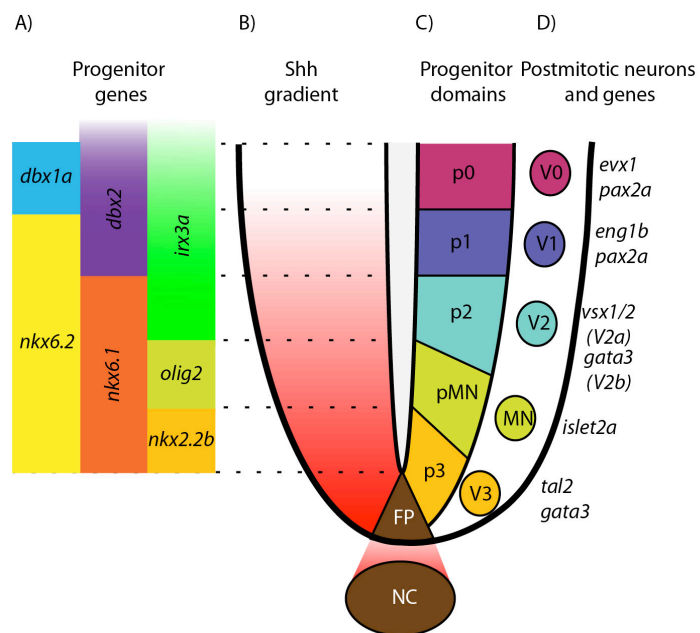 A)
B)
C)
D)
Progenitor
genes
Shh
gradient
Progenitor
domains
Postmitotic neurons
and genes
dbx1a
dbx2
irx3a
nkx6.2
nkx6.1
olig2
nkx2.2b
p0
p1
p2
pMN
p3
FP
NC
V0
V1
V2
MN
V3
evx1
pax2a
eng1b
pax2a
vsx1/2
(V2a)
gata3
(V2b)
islet2a
tal2
gata3